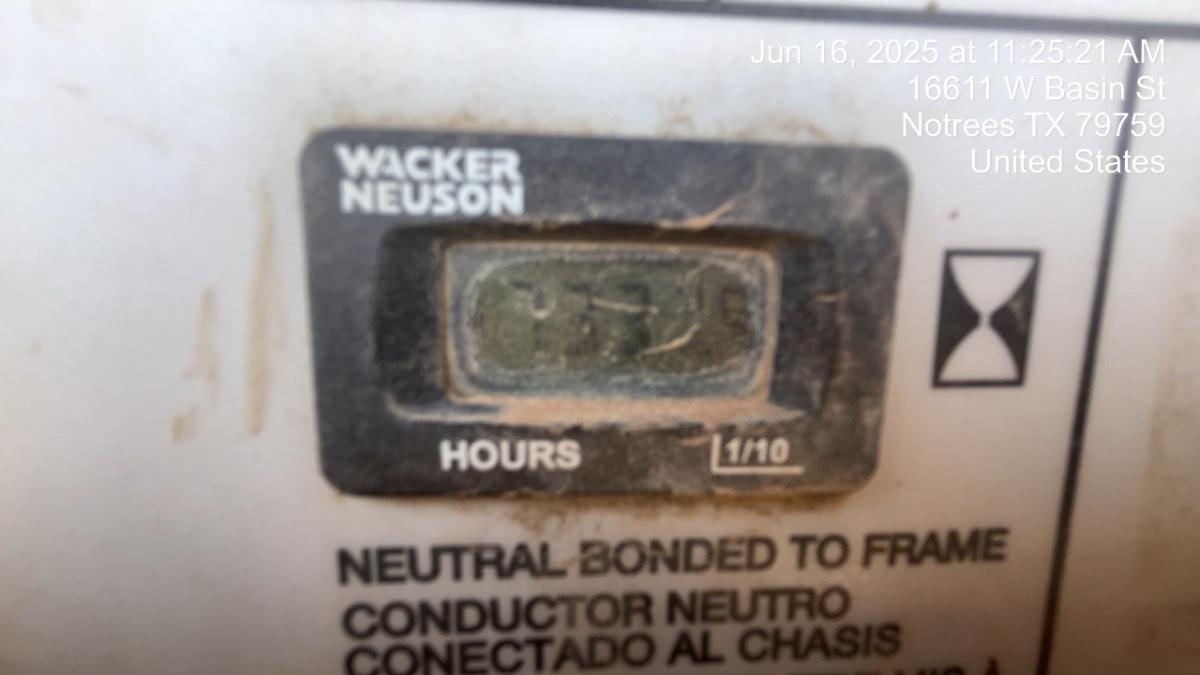 Jun 16, 2025 at 11:25:21 AM
16611 W Basin St
Notrees TX 79759
United States
WACKER
NEUSON
HOURS
1/10
NEUTRAL BONDED TO FRAME
CONDUCTOR NEUTRO
CONECTADO AL CHASIS